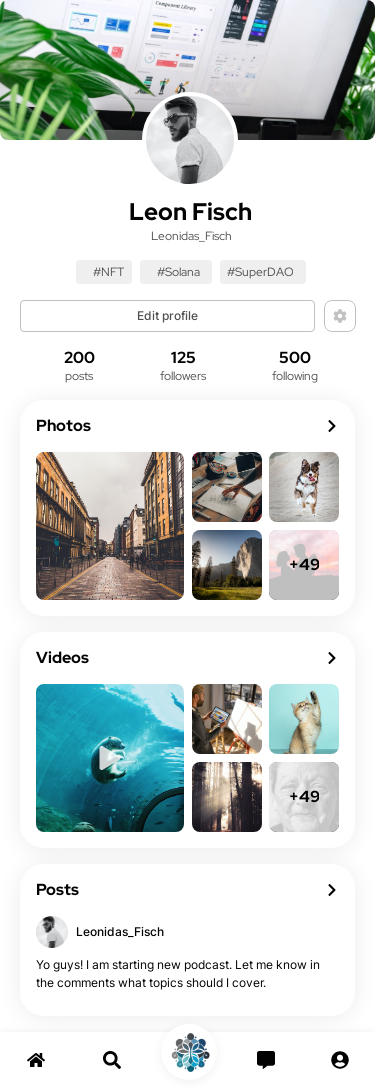 Component Library
Leon Fisch
Leonidas_Fisch
#NFT #Solana #SuperDAO
Edit profile
200 125 500
posts followers following
Photos
+49
Videos
+49
Posts
Leonidas_Fisch
Yo guys! I am starting new podcast. Let me know in
the comments what topics should I cover.